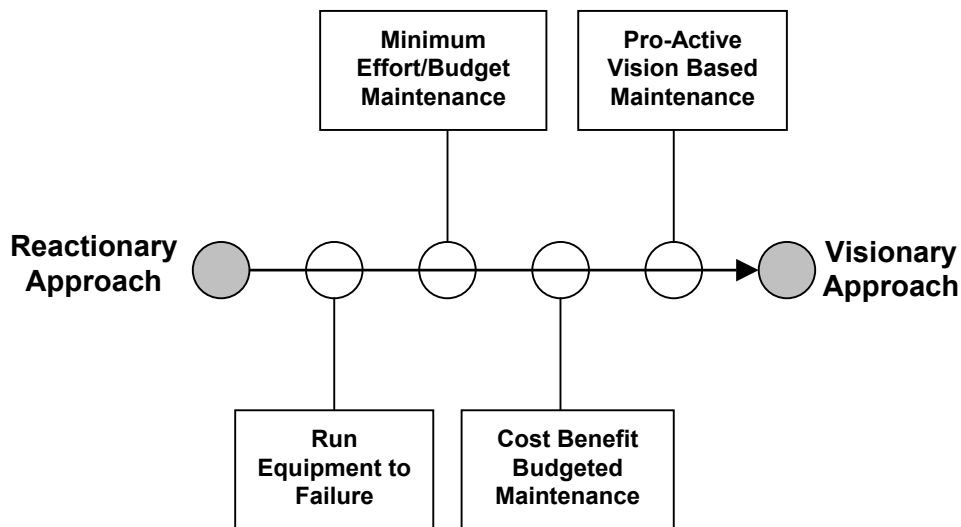 Minimum
Effort/Budget
Maintenance
Pro-Active
Vision Based
Maintenance
Reactionary
Approach
Visionary
Approach
Run
Equipment to
Failure
Cost Benefit
Budgeted
Maintenance